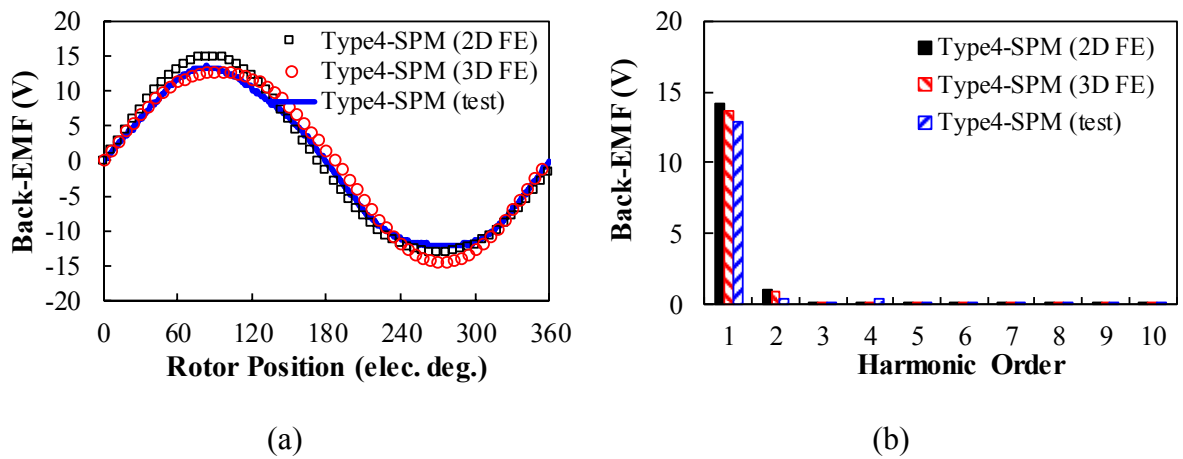 20
15
10
5
0
-5
-10
-15
-20
Back-EMF (V)
Type4-SPM (2D FE)
Type4-SPM (3D FE)
Type4-SPM (test)
0 60 120 180 240 300 360
Rotor Position (elec. deg.)
(a)
20
15
10
5
0
Back-EMF (V)
Type4-SPM (2D FE)
Type4-SPM (3D FE)
Type4-SPM (test)
1 2 3 4 5 6 7 8 9 10
Harmonic Order
(b)